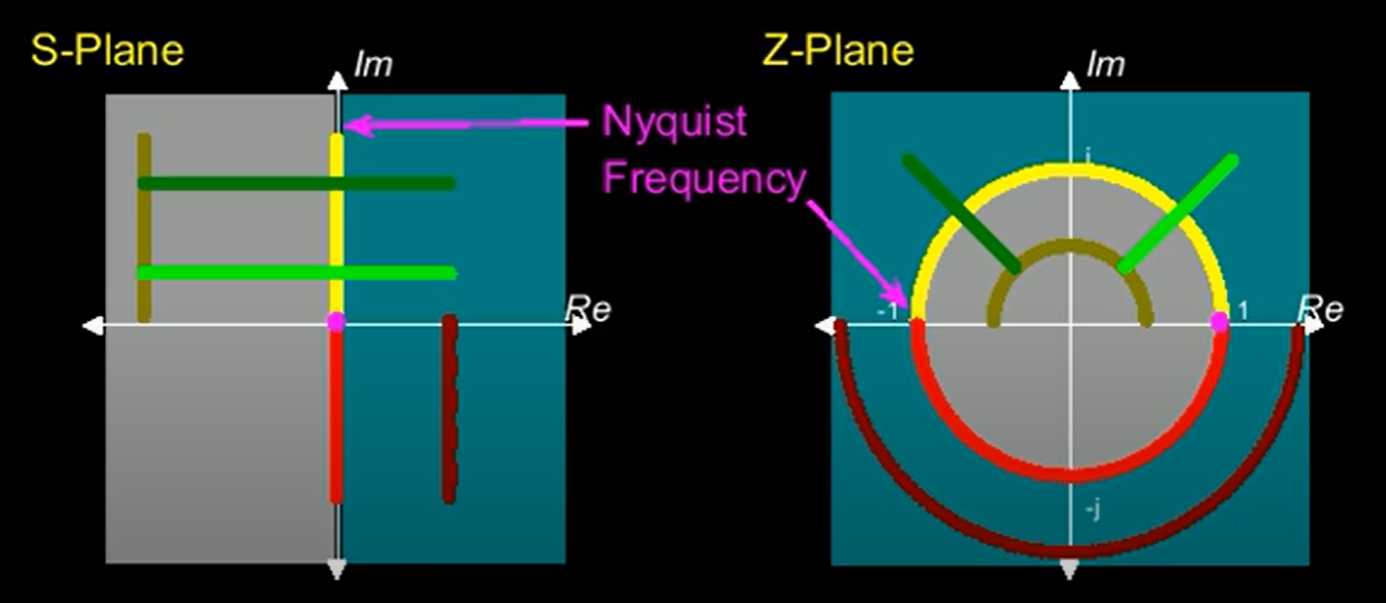 S-Plane
Im
Re
Nyquist
Frequency
Z-Plane
Im
i
-1
1
Re
-j